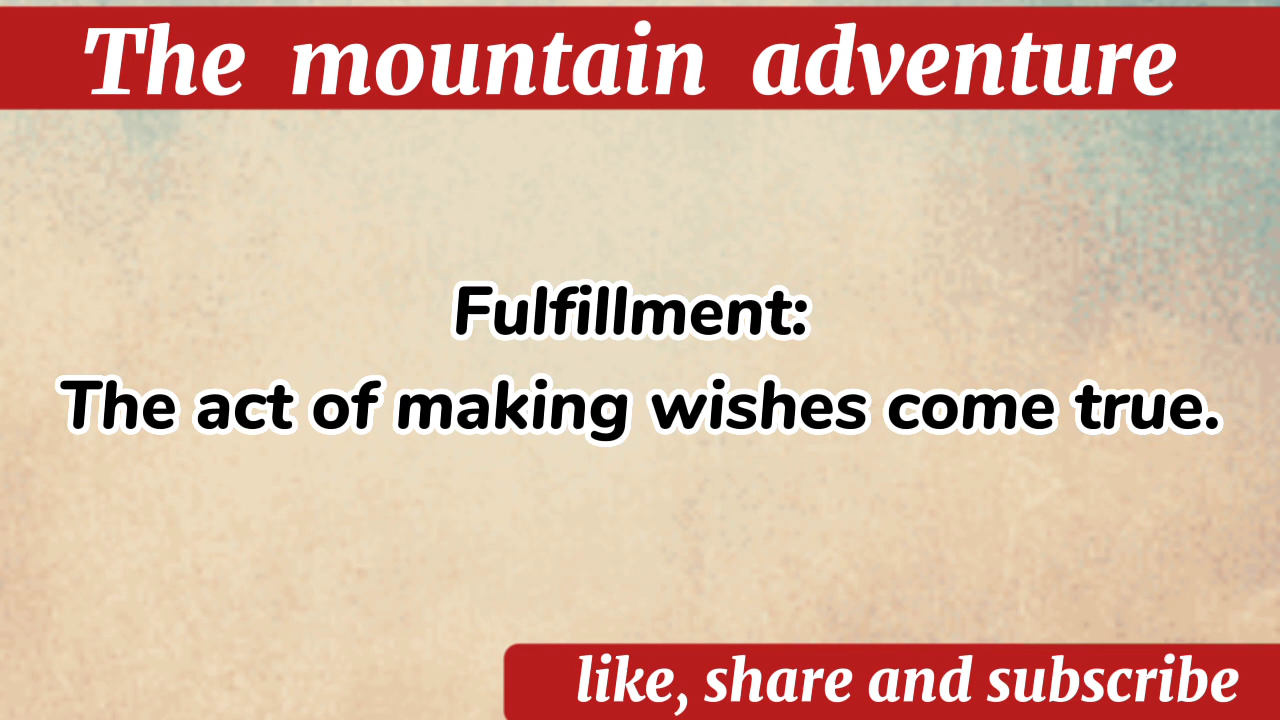 The mountain adventure
Fulfillment:
The act of making wishes come true.
like, share and subscribe